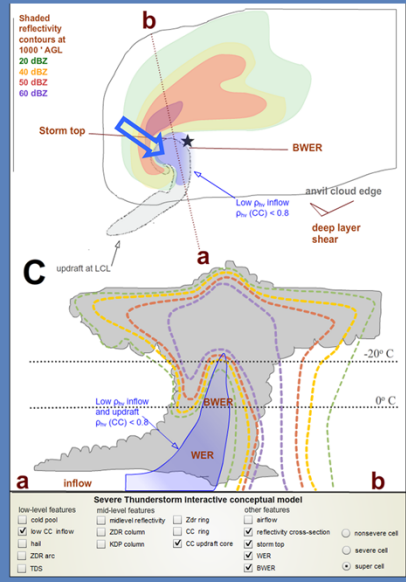 Shaded
reflectivity
contours at
1000 ' AGL
20 dBZ
40 dBZ
50 dBZ
60 dBZ
b
Storm top
BWER
Low ρhv inflow
ρhv (CC) < 0.8
anvil cloud edge
deep layer
shear
a
updraft at LCL
C
-20° C
0° C
Low ρhv inflow
and updraft
ρhv (CC) < 0.8
BWER
WER
a
inflow
b
Severe Thunderstorm Interactive conceptual model
low-level features
cold pool
low CC inflow
hail
ZDR arc
TDS
mid-level features
midlevel reflectivity
ZDR column
KDP column
Zdr ring
CC ring
CC updraft core
other features
airflow
reflectivity cross-section
storm top
WER
BWER
nonsevere cell
severe cell
super cell